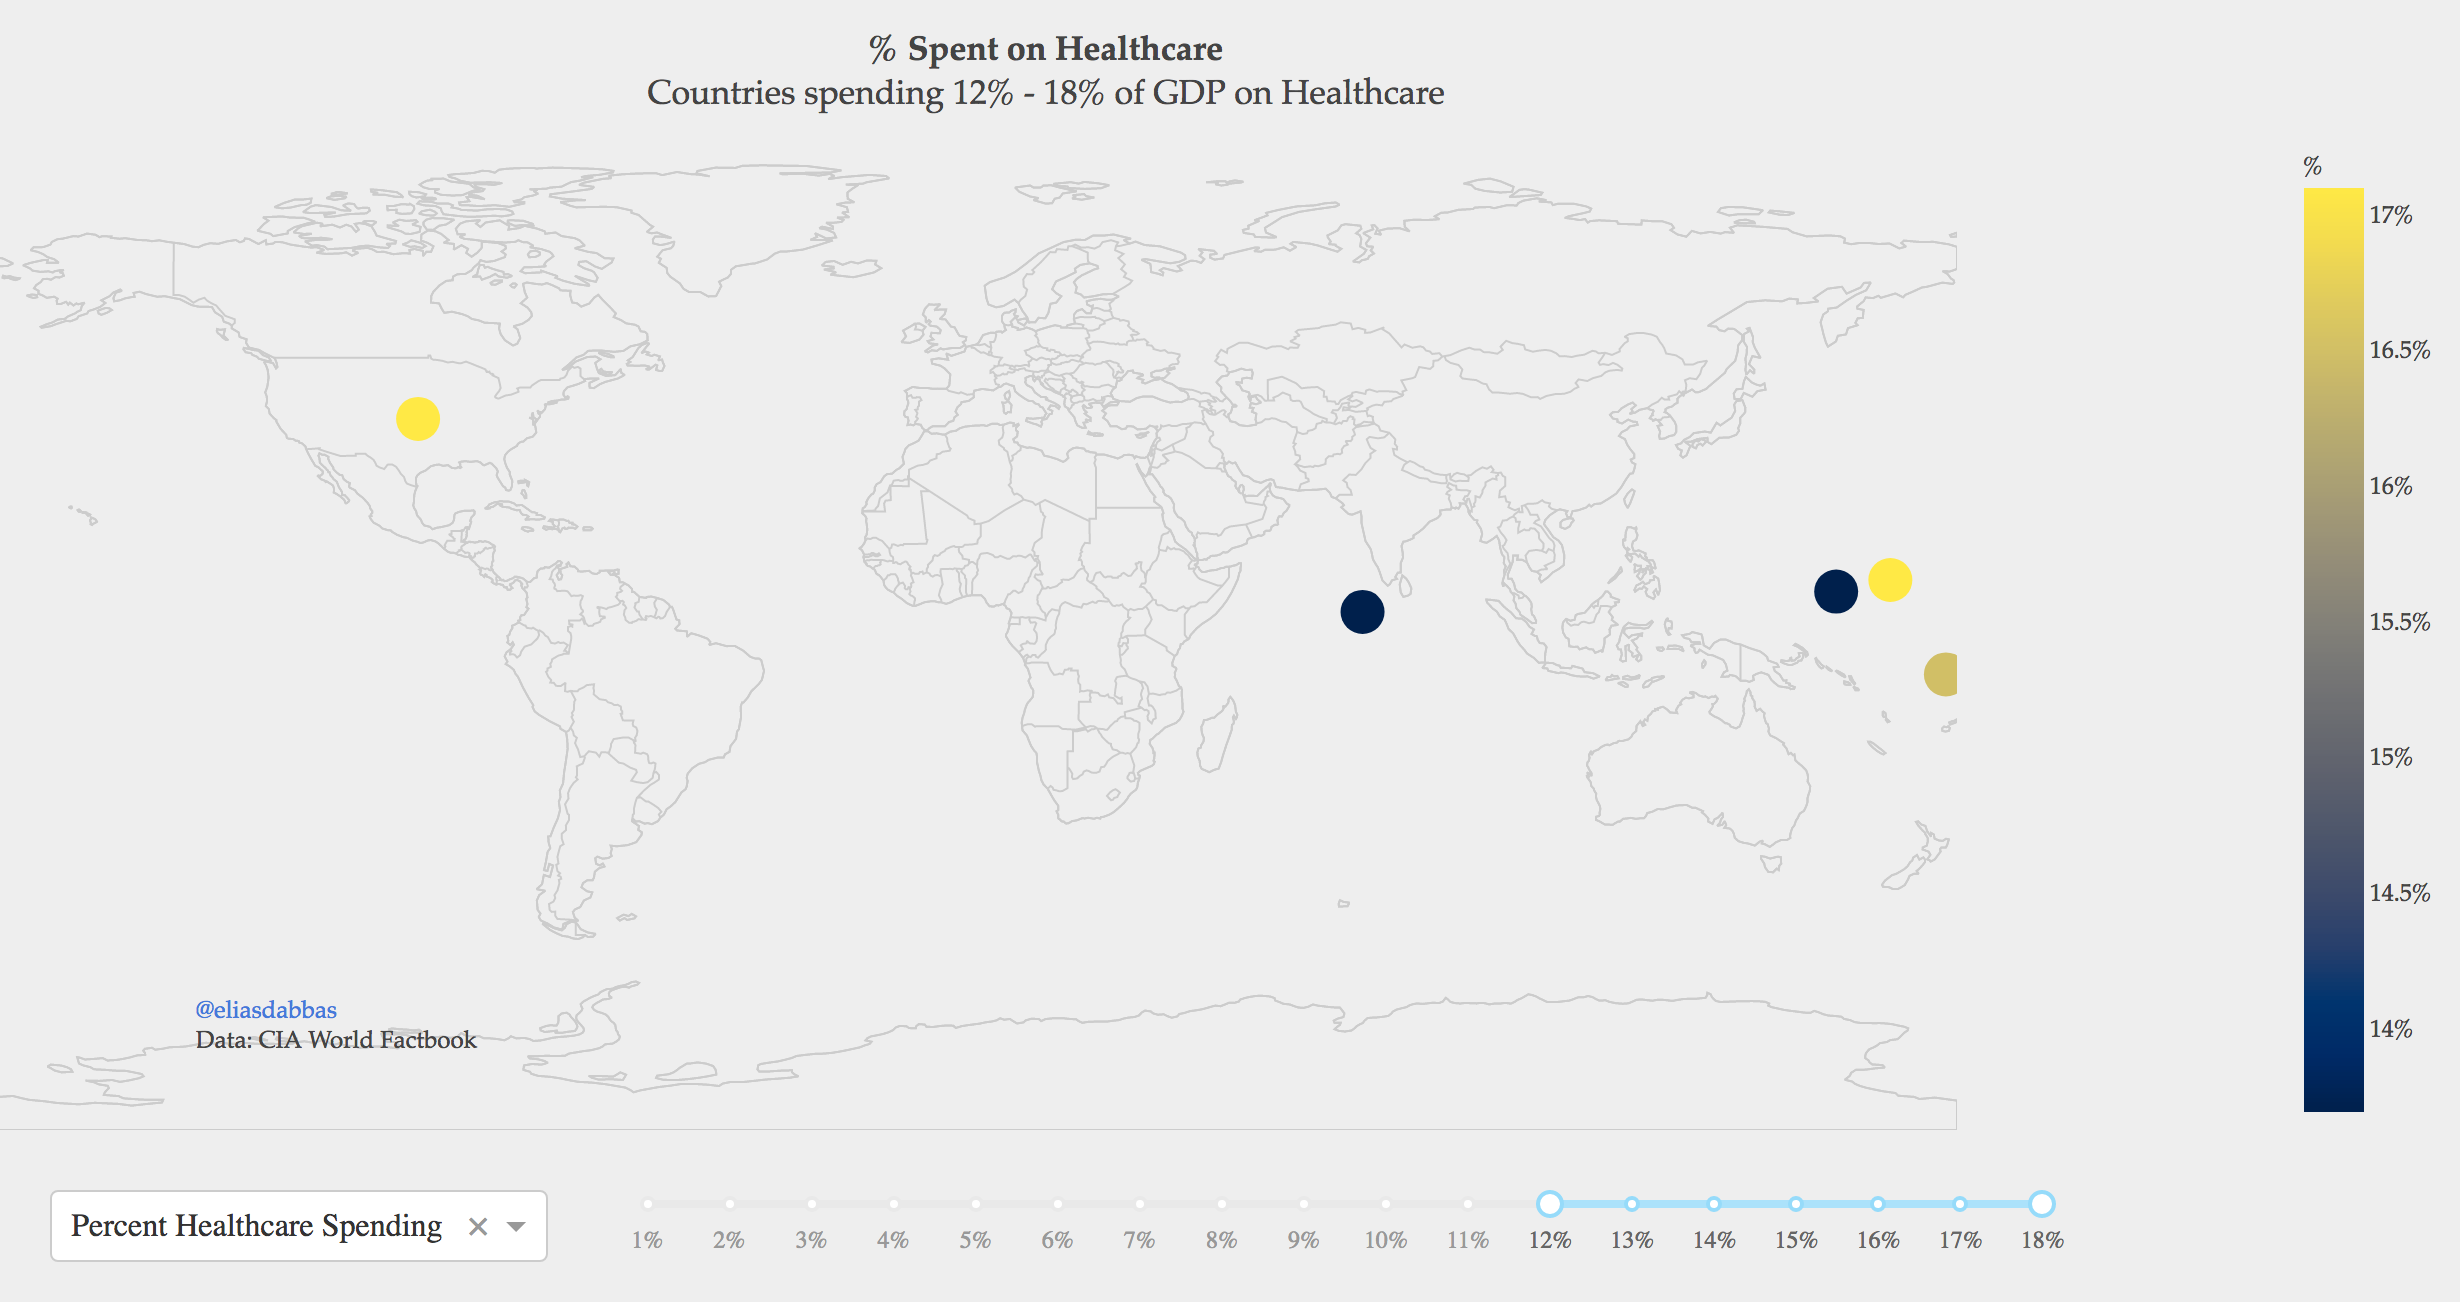 % Spent on Healthcare
Countries spending 12% - 18% of GDP on Healthcare
%
17%
16.5%
16%
15.5%
15%
14.5%
14%
@eliasdabbas
Data: CIA World Factbook
Percent Healthcare Spending
1% 2% 3% 4% 5% 6% 7% 8% 9% 10% 11% 12% 13% 14% 15% 16% 17% 18%